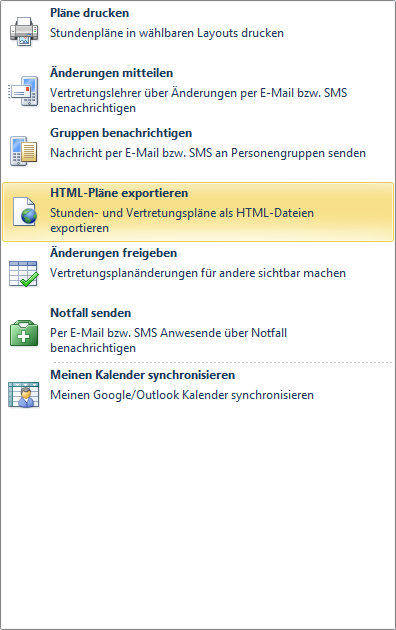 Pläne drucken
Stundenpläne in wählbaren Layouts drucken
Änderungen mitteilen
Vertretungslehrer über Änderungen per E-Mail bzw. SMS
benachrichtigen
Gruppen benachrichtigen
Nachricht per E-Mail bzw. SMS an Personengruppen senden
HTML-Pläne exportieren
Stunden- und Vertretungspläne als HTML-Dateien
exportieren
Änderungen freigeben
Vertretungsplanänderungen für andere sichtbar machen
Notfall senden
Per E-Mail bzw. SMS Anwesende über Notfall
benachrichtigen
Meinen Kalender synchronisieren
Meinen Google/Outlook Kalender synchronisieren